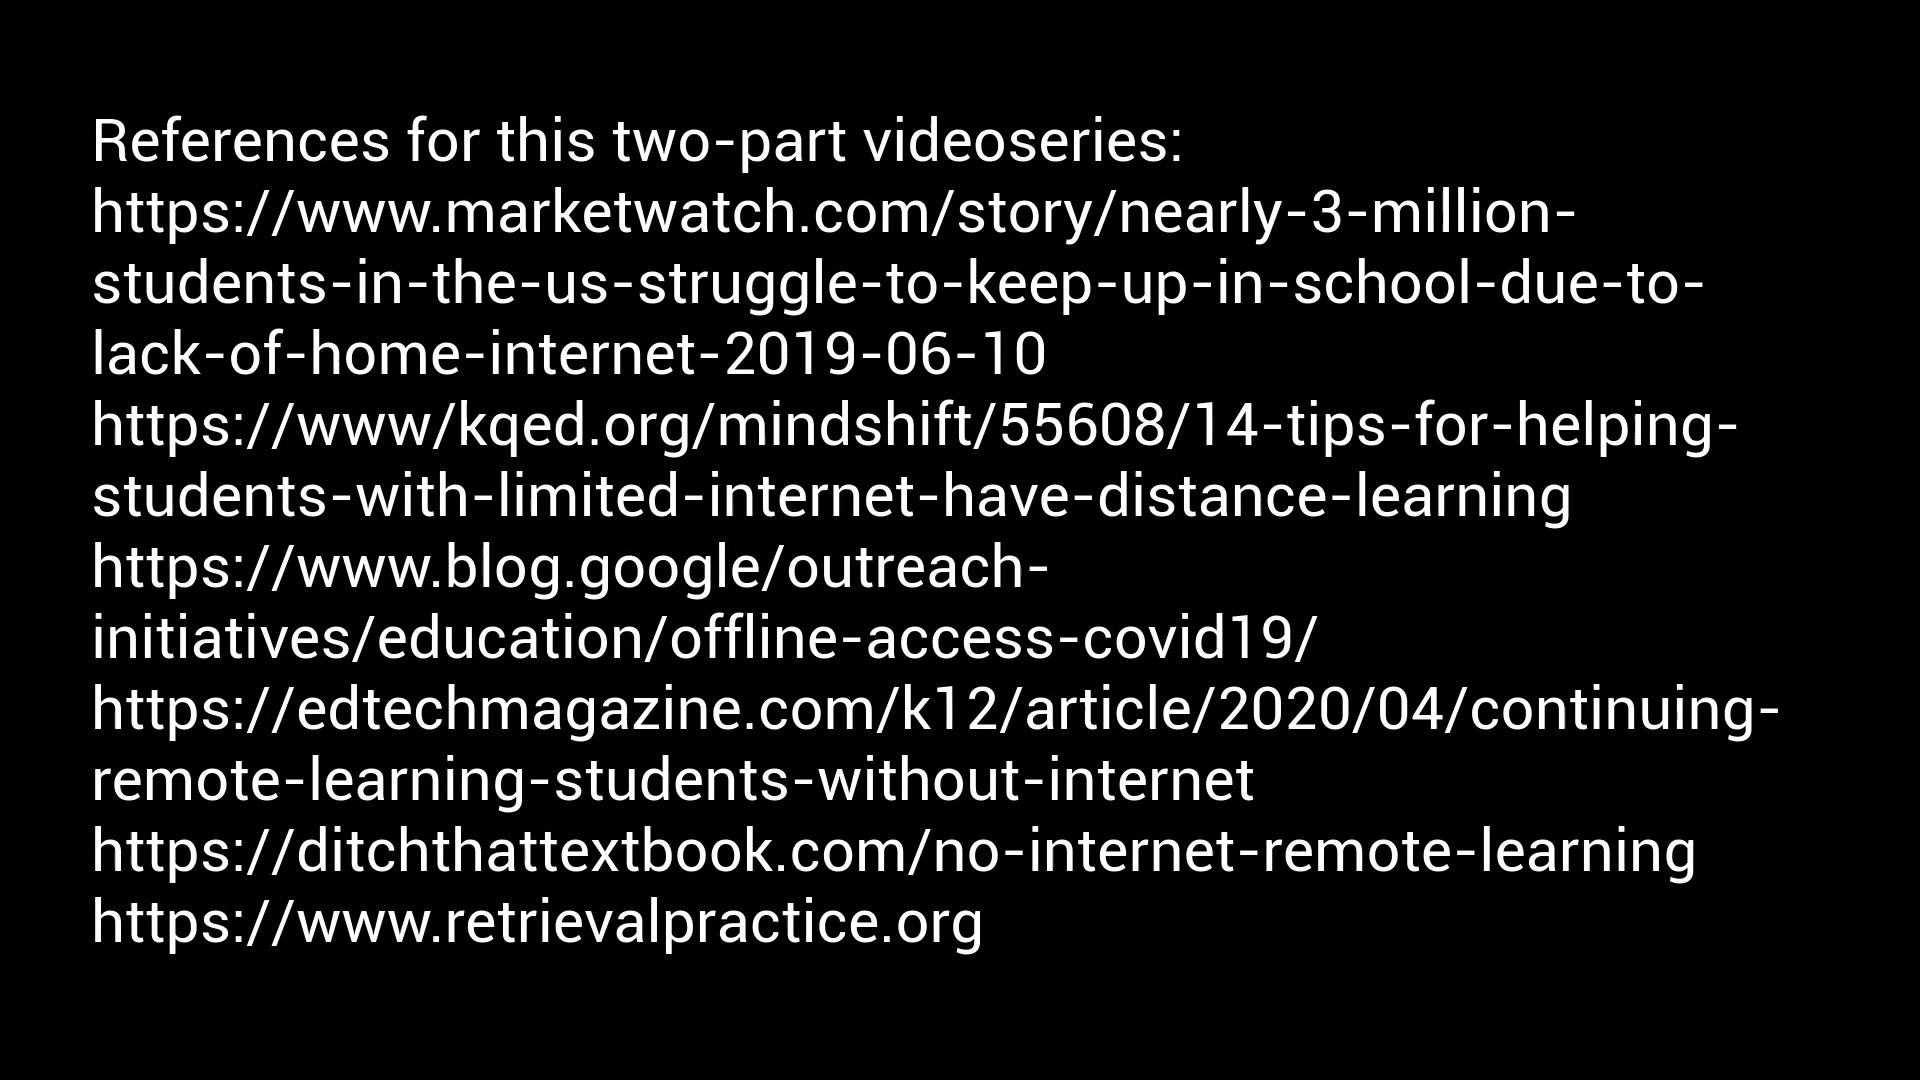 References for this two-part videoseries:
https://www.marketwatch.com/story/nearly-3-million-
students-in-the-us-struggle-to-keep-up-in-school-due-to-
lack-of-home-internet-2019-06-10
https://www/kqed.org/mindshift/55608/14-tips-for-helping-
students-with-limited-internet-have-distance-learning
https://www.blog.google/outreach-
initiatives/education/offline-access-covid19/
https://edtechmagazine.com/k12/article/2020/04/continuing-
remote-learning-students-without-internet
https://ditchthattextbook.com/no-internet-remote-learning
https://www.retrievalpractice.org